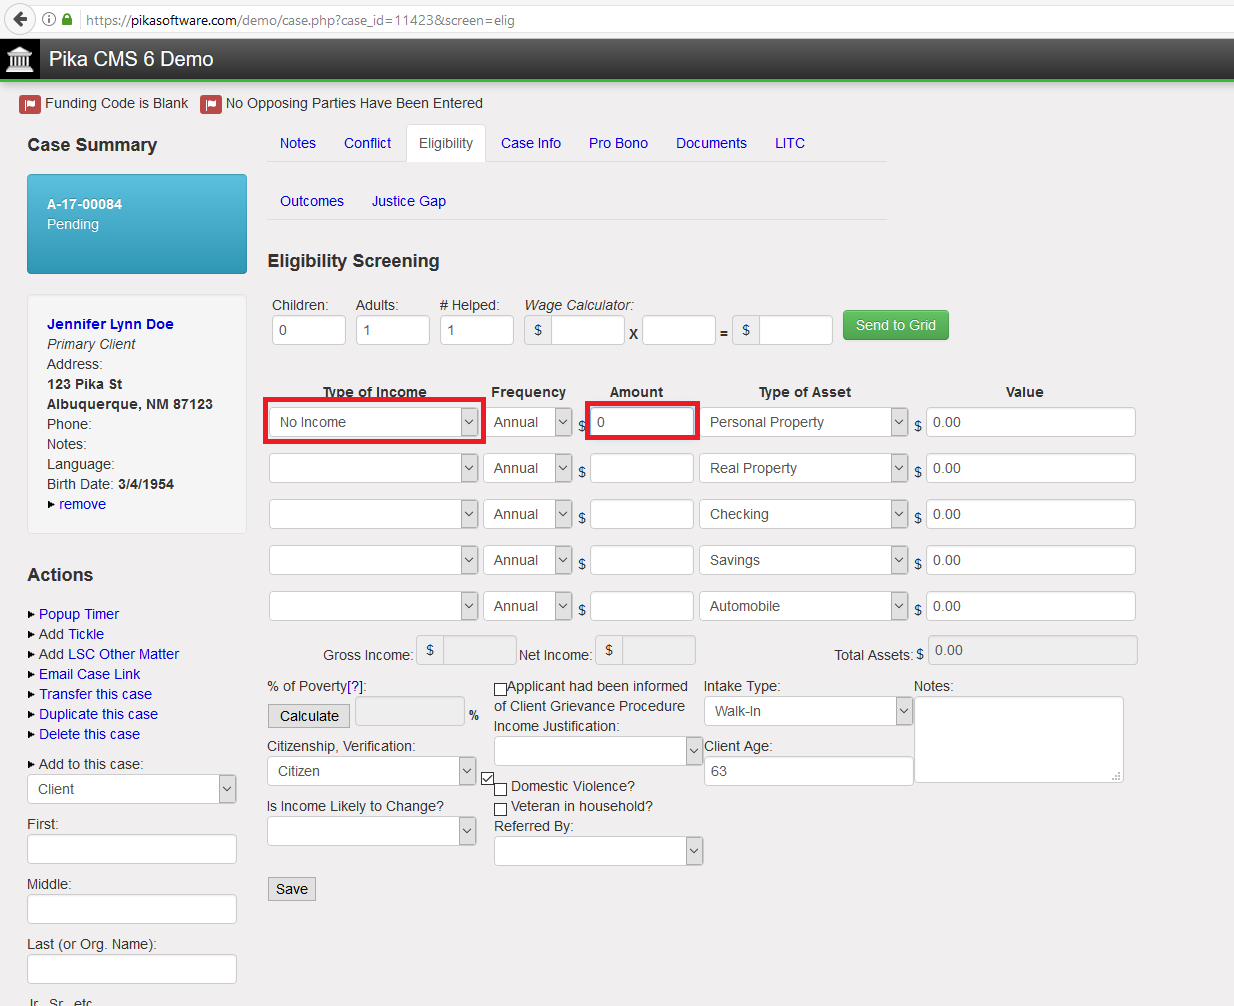 https://pikasoftware.com/demo/case.php?case_id=11423&screen=elig
Pika CMS 6 Demo
Funding Code is Blank No Opposing Parties Have Been Entered
Case Summary
A-17-00084
Pending
Jennifer Lynn Doe
Primary Client
Address:
123 Pika St
Albuquerque, NM 87123
Phone:
Notes:
Language:
Birth Date: 3/4/1954
remove
Actions
Popup Timer
Add Tickle
Add LSC Other Matter
Email Case Link
Transfer this case
Duplicate this case
Delete this case
Add to this case:
Client
First:
Middle:
Last (or Org. Name):
Jr., Sr., etc.
Notes Conflict Eligibility Case Info Pro Bono Documents LITC
Outcomes Justice Gap
Eligibility Screening
Children: Adults: # Helped: Wage Calculator:
0 1 1 $ X = $ Send to Grid
Type of Income Frequency Amount Type of Asset Value
No Income Annual $ 0 Personal Property $ 0.00
Annual $ Real Property $ 0.00
Annual $ Checking $ 0.00
Annual $ Savings $ 0.00
Annual $ Automobile $ 0.00
Gross Income: $ Net Income: $ Total Assets: $ 0.00
% of Poverty[?]:
Calculate %
Citizenship, Verification:
Citizen
Is Income Likely to Change?
Applicant had been informed
of Client Grievance Procedure
Income Justification:
Domestic Violence?
Veteran in household?
Referred By:
Intake Type:
Walk-In
Client Age:
63
Notes:
Save